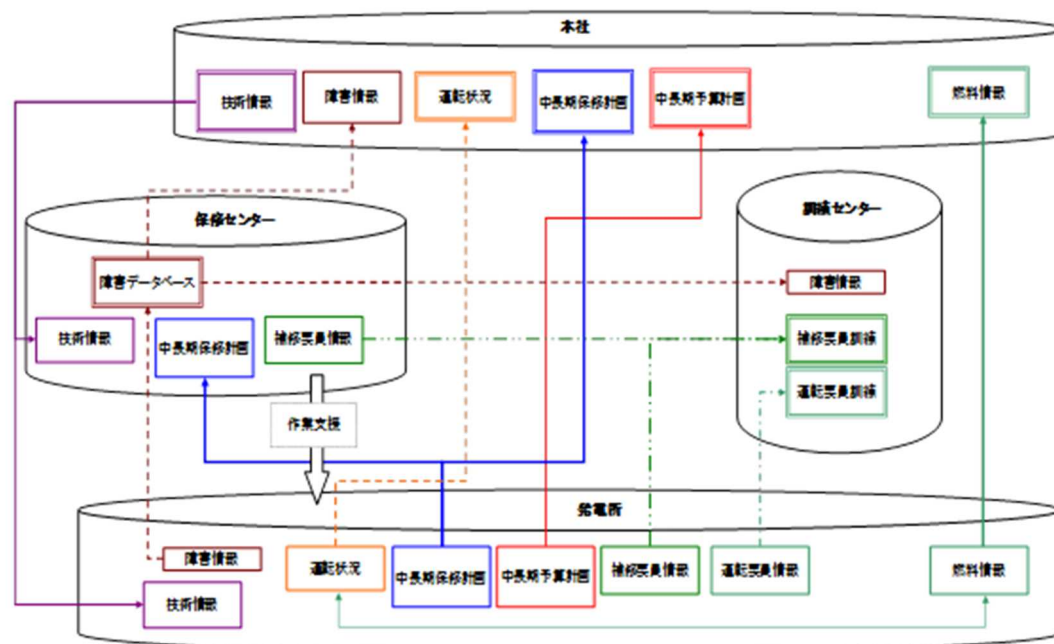 本社
技術情報
障害情報
運転状況
中長期保修計画
中長期予算計画
燃料情報
保修センター
訓練センター
障害データベース
障害情報
技術情報
中長期保修計画
補修要員情報
補修要員訓練
運転要員訓練
作業支援
発電所
障害情報
運転状況
中長期保修計画
中長期予算計画
補修要員情報
運転要員情報
燃料情報
技術情報